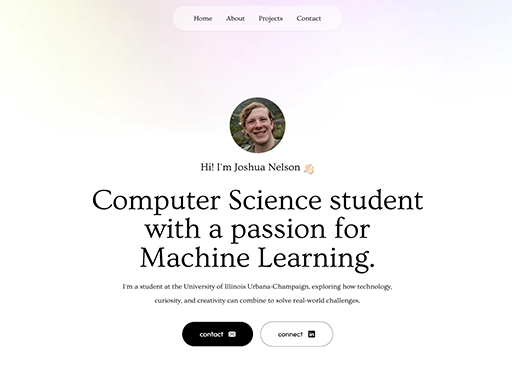 Home About Projects Contact
Hi! I'm Joshua Nelson
Computer Science student
with a passion for
Machine Learning.
I'm a student at the University of Illinois Urbana-Champaign, exploring how technology,
curiosity, and creativity can combine to solve real-world challenges.
contact connect